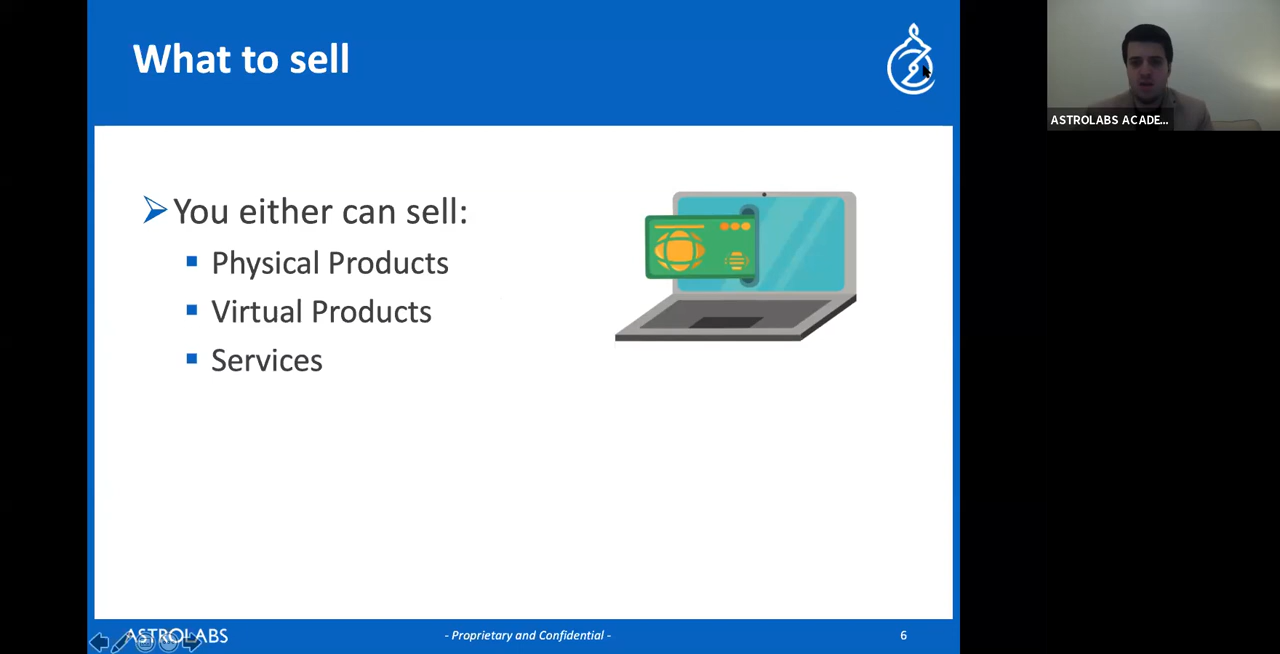 What to sell
You either can sell:
Physical Products
Virtual Products
Services
ASTROLABS
- Proprietary and Confidential -
6
ASTROLABS ACADE...